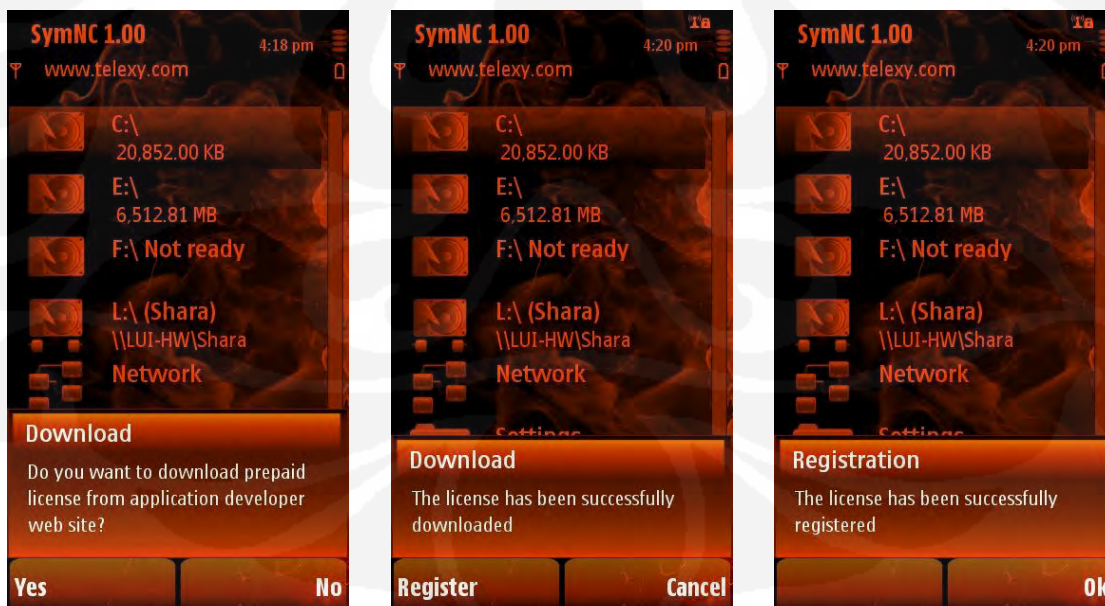 SymNC 1.00
4:18 pm
www.telexy.com
C:\
20,852.00 KB
E:\
6,512.81 MB
F:\ Not ready
L:\ (Shara)
\\LUI-HW\Shara
Network
Download
Do you want to download prepaid
license from application developer
web site?
Yes No
SymNC 1.00
4:20 pm
www.telexy.com
C:\
20,852.00 KB
E:\
6,512.81 MB
F:\ Not ready
L:\ (Shara)
\\LUI-HW\Shara
Network
Settings
Download
The license has been successfully
downloaded
Register Cancel
SymNC 1.00
4:20 pm
www.telexy.com
C:\
20,852.00 KB
E:\
6,512.81 MB
F:\ Not ready
L:\ (Shara)
\\LUI-HW\Shara
Network
Settings
Registration
The license has been successfully
registered
Ok